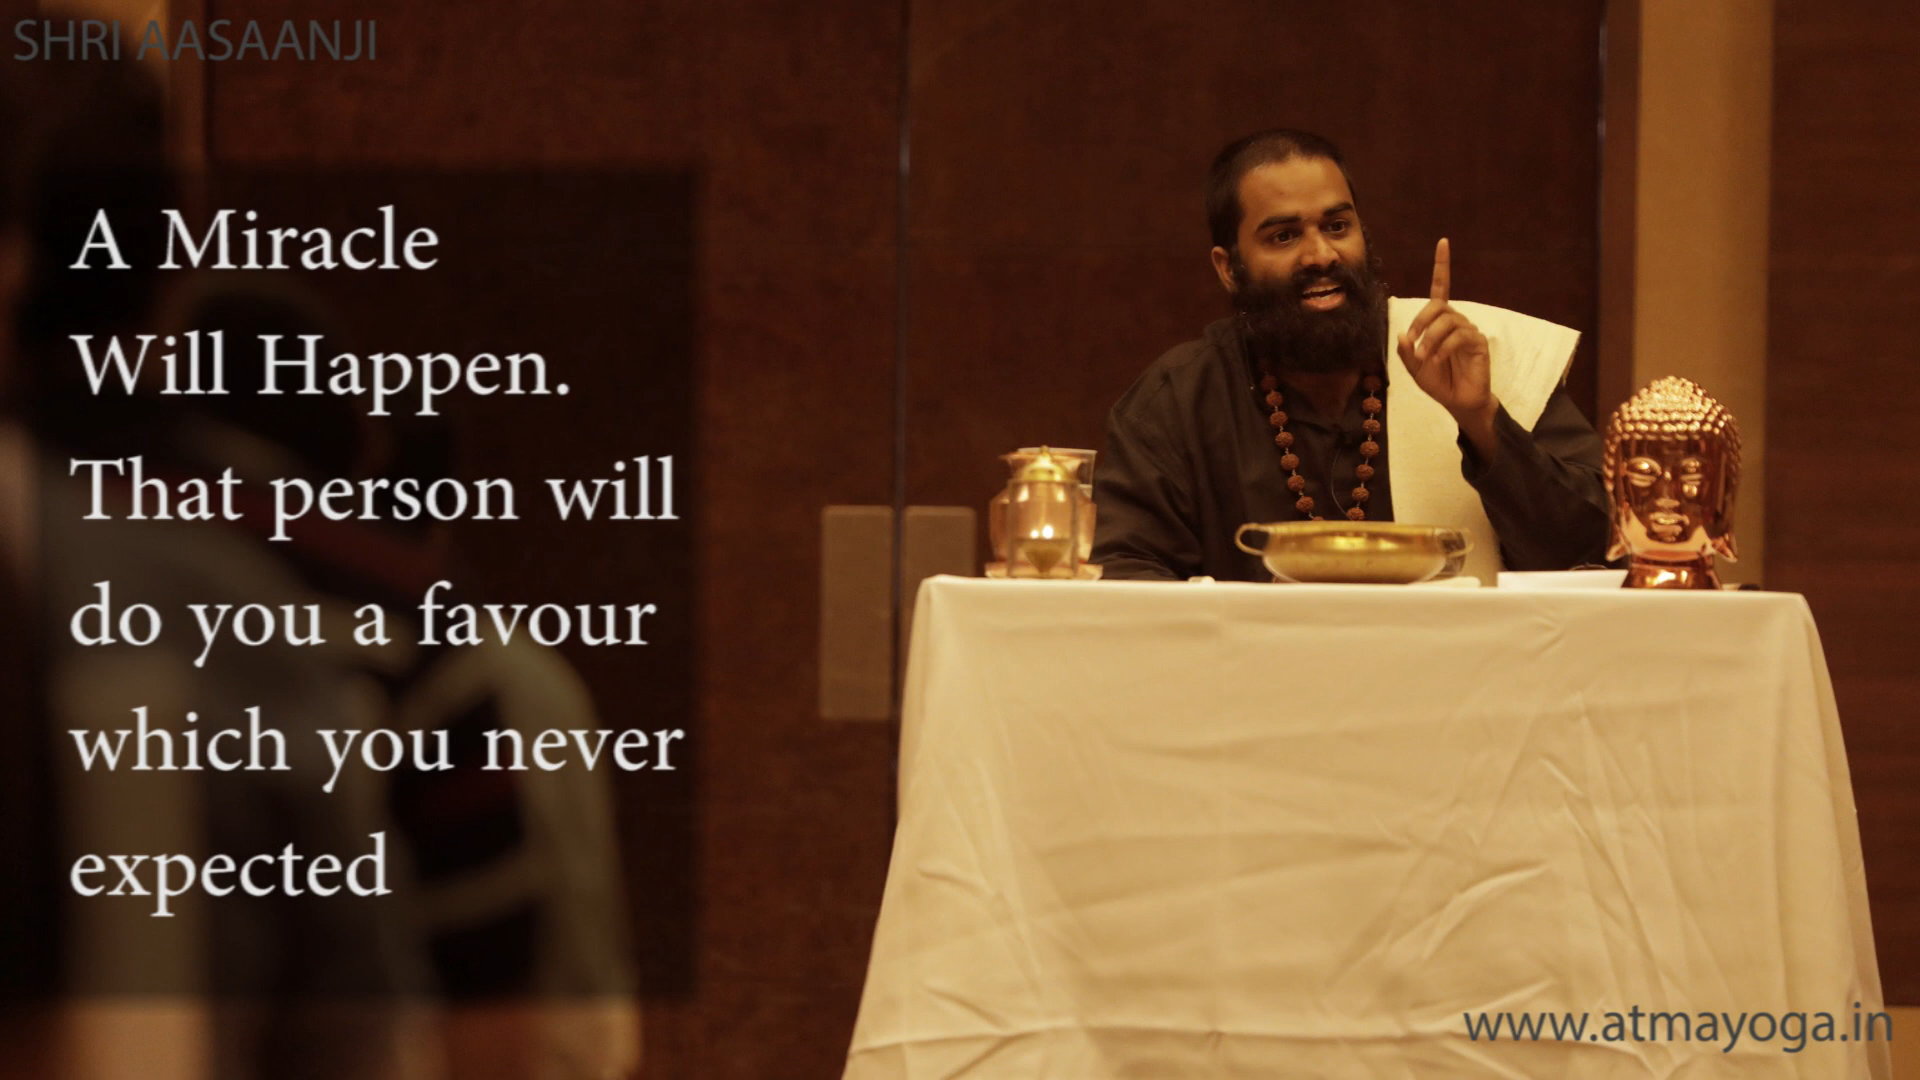 SHRI AASAANJI
A Miracle
Will Happen.
That person will
do you a favour
which you never
expected
www.atmayoga.in